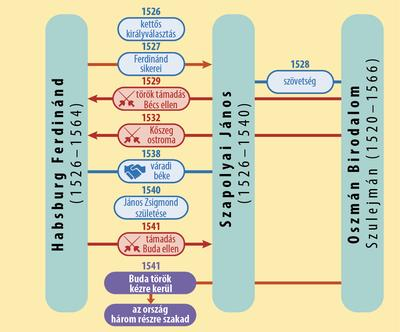 Habsburg Ferdinánd
(1526–1564)
1526
kettős
királyválasztás
1527
Ferdinánd
sikerei
1529
török támadás
Bécs ellen
1532
Kőszeg
ostroma
1538
váradi
béke
1540
János Zsigmond
születése
1541
támadás
Buda ellen
1541
Buda török
kézre kerül
az ország
három részre szakad
Szapolyai János
(1526–1540)
1528
szövetség
Oszmán Birodalom
Szulejmán (1520–1566)